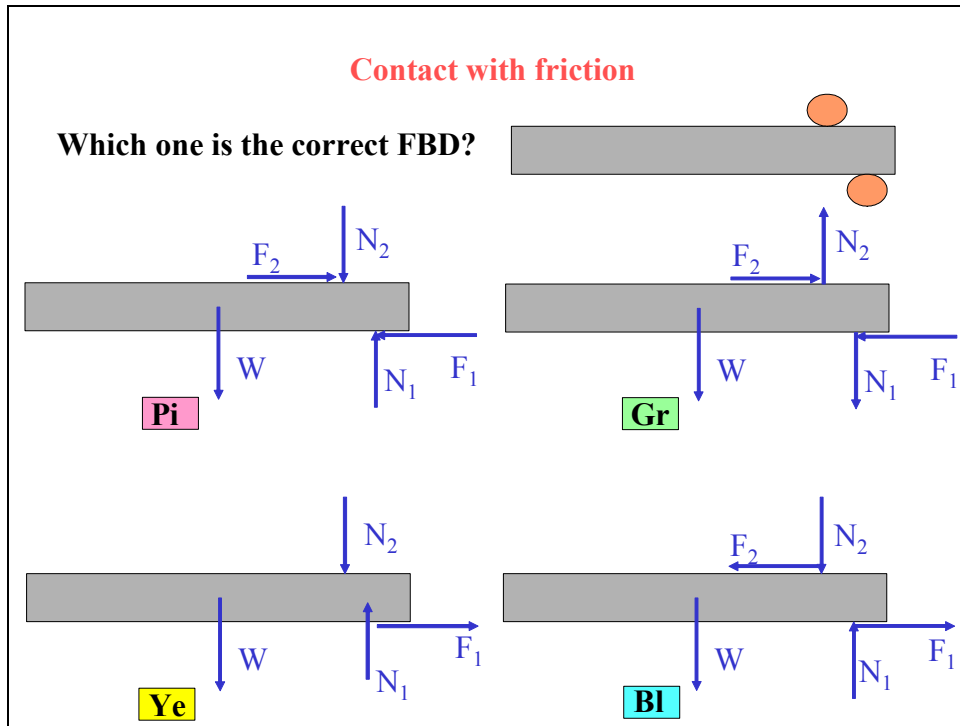 Contact with friction
Which one is the correct FBD?
N2
F2
W
N1
F1
Pi
N2
F2
W
N1
F1
Gr
N2
W
N1
F1
Ye
N2
F2
W
N1
F1
Bl